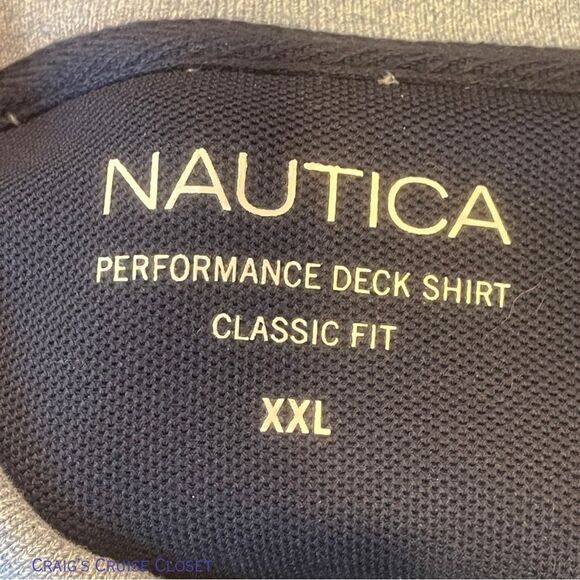 NAUTICA
PERFORMANCE DECK SHIRT
CLASSIC FIT
XXL
CRAIG'S CRUISE CLOSET